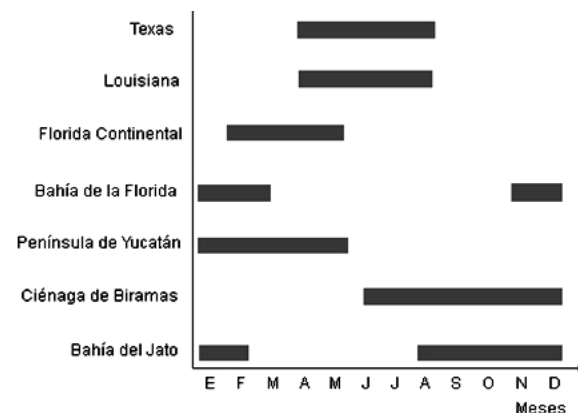 Texas
Louisiana
Florida Continental
Bahía de la Florida
Península de Yucatán
Ciénaga de Biramas
Bahía del Jato
E F M A M J J A S O N D
Meses